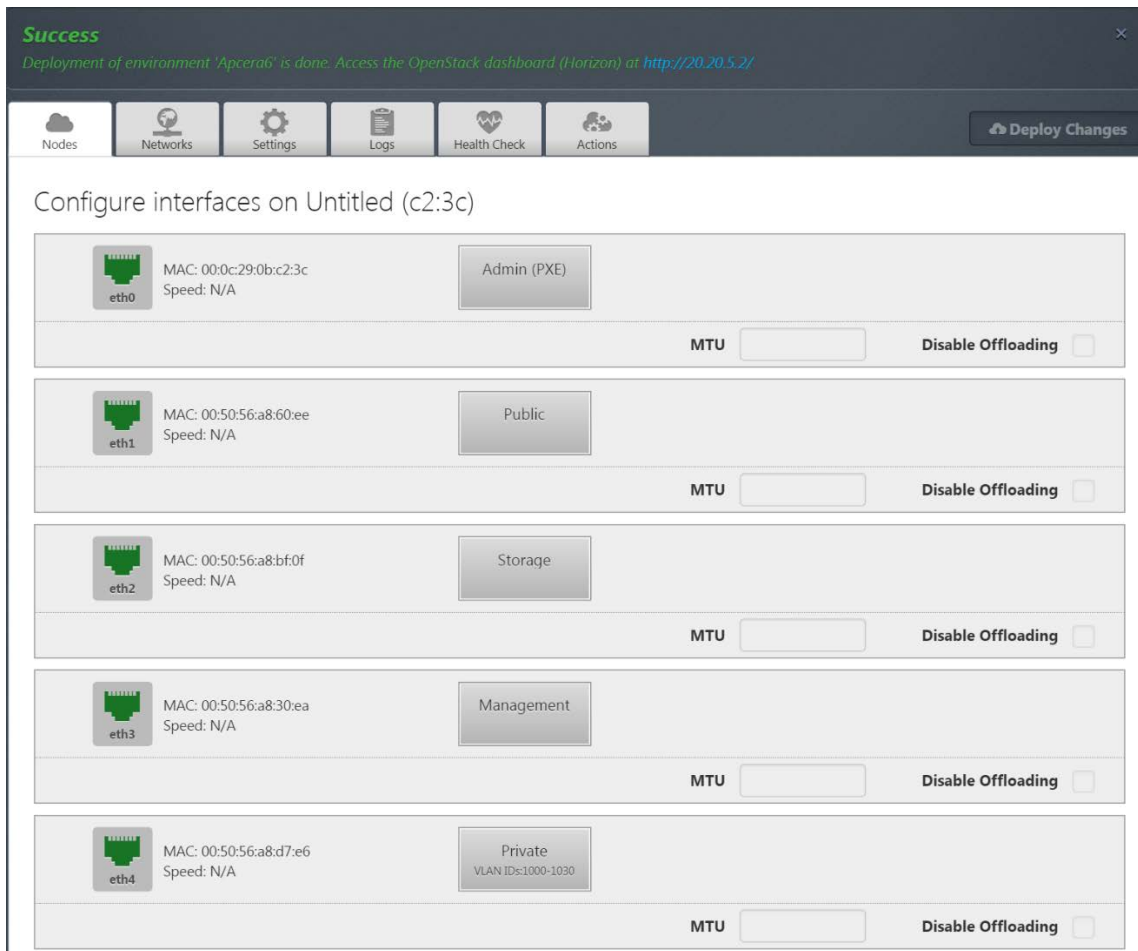 Success
Deployment of environment 'Apcera6' is done. Access the OpenStack dashboard (Horizon) at http://20.20.5.2/
×
Nodes
Networks
Settings
Logs
Health Check
Actions
Deploy Changes
Configure interfaces on Untitled (c2:3c)
eth0
MAC: 00:0c:29:0b:c2:3c
Speed: N/A
Admin (PXE)
MTU
Disable Offloading
eth1
MAC: 00:50:56:a8:60:ee
Speed: N/A
Public
MTU
Disable Offloading
eth2
MAC: 00:50:56:a8:bf:0f
Speed: N/A
Storage
MTU
Disable Offloading
eth3
MAC: 00:50:56:a8:30:ea
Speed: N/A
Management
MTU
Disable Offloading
eth4
MAC: 00:50:56:a8:d7:e6
Speed: N/A
Private
VLAN IDs:1000-1030
MTU
Disable Offloading